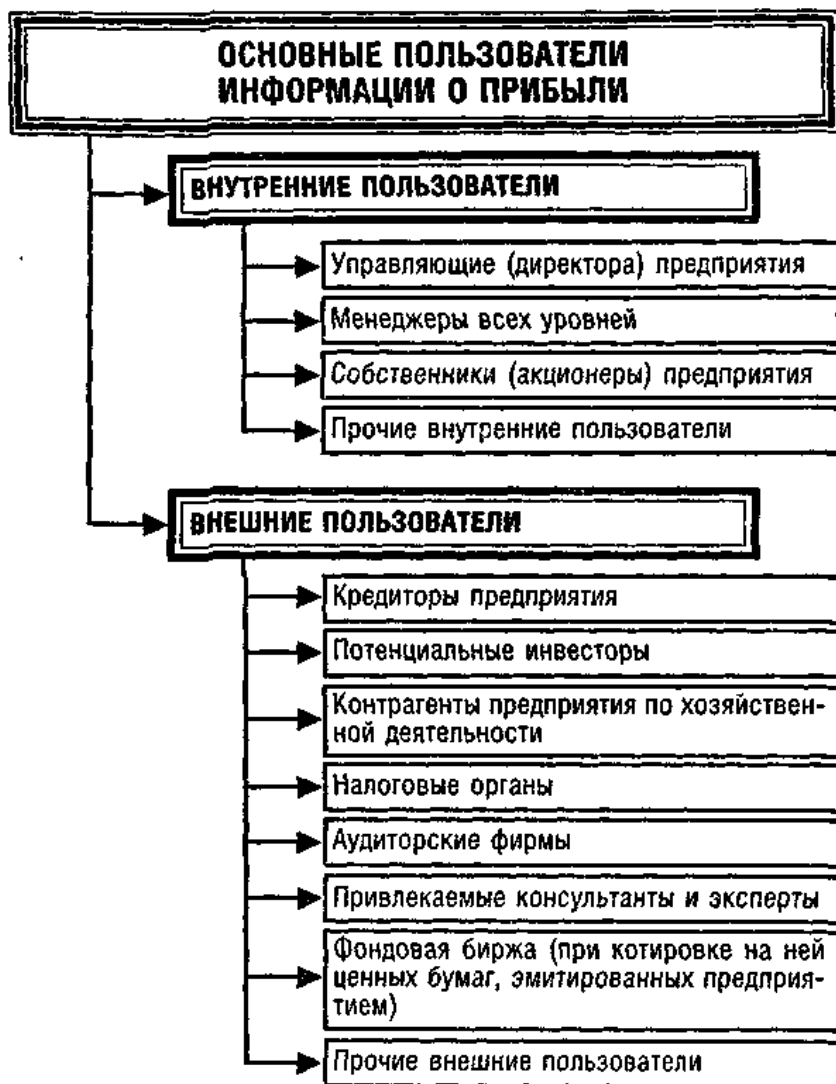 ОСНОВНЫЕ ПОЛЬЗОВАТЕЛИ
ИНФОРМАЦИИ О ПРИБЫЛИ
ВНУТРЕННИЕ ПОЛЬЗОВАТЕЛИ
Управляющие (директора) предприятия
Менеджеры всех уровней
Собственники (акционеры) предприятия
Прочие внутренние пользователи
ВНЕШНИЕ ПОЛЬЗОВАТЕЛИ
Кредиторы предприятия
Потенциальные инвесторы
Контрагенты предприятия по хозяйствен-
ной деятельности
Налоговые органы
Аудиторские фирмы
Привлекаемые консультанты и эксперты
Фондовая биржа (при котировке на ней
ценных бумаг, эмитированных предприя-
тием)
Прочие внешние пользователи